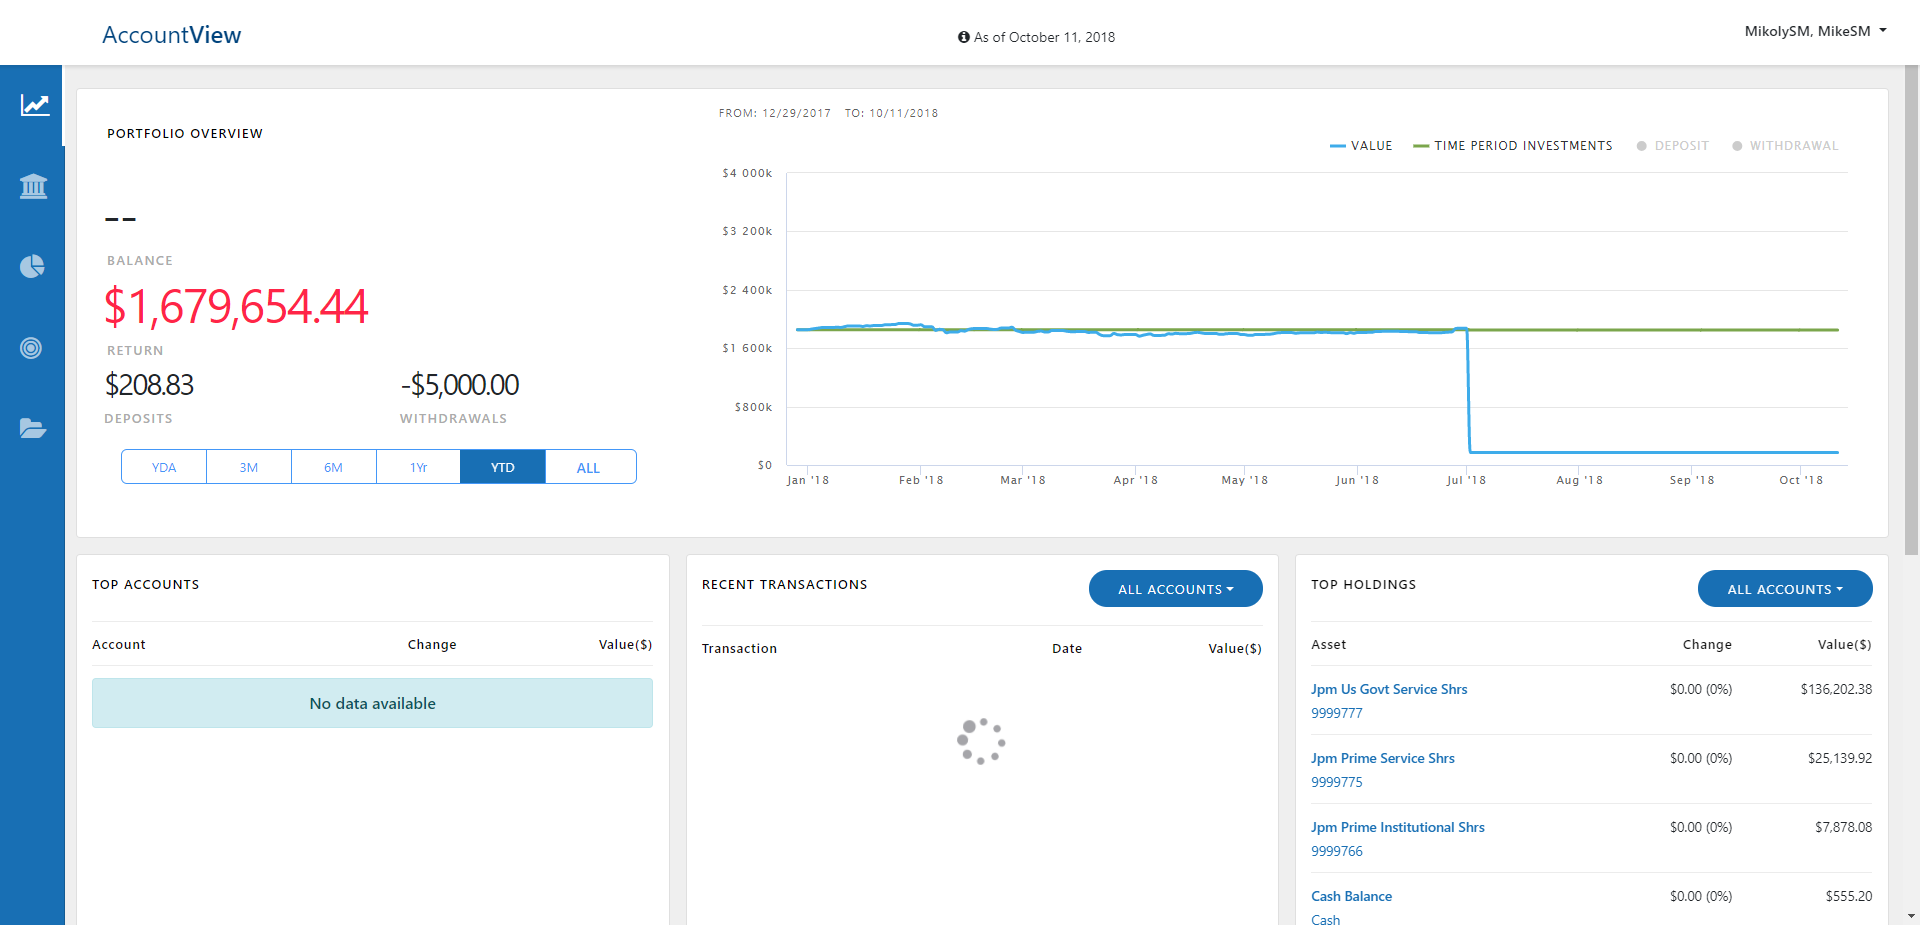 AccountView
As of October 11, 2018
MikolySM, MikeSM
PORTFOLIO OVERVIEW
--
BALANCE
$1,679,654.44
RETURN
$208.83
-$5,000.00
DEPOSITS
WITHDRAWALS
YDA 3M 6M 1Yr YTD ALL
FROM: 12/29/2017 TO: 10/11/2018
VALUE TIME PERIOD INVESTMENTS DEPOSIT WITHDRAWAL
$4 000k
$3 200k
$2 400k
$1 600k
$800k
$0
Jan '18 Feb '18 Mar '18 Apr '18 May '18 Jun '18 Jul '18 Aug '18 Sep '18 Oct '18
TOP ACCOUNTS
Account Change Value($)
No data available
RECENT TRANSACTIONS
ALL ACCOUNTS
Transaction Date Value($)
TOP HOLDINGS
ALL ACCOUNTS
Asset Change Value($)
Jpm Us Govt Service Shrs $0.00 (0%) $136,202.38
9999777
Jpm Prime Service Shrs $0.00 (0%) $25,139.92
9999775
Jpm Prime Institutional Shrs $0.00 (0%) $7,878.08
9999766
Cash Balance $0.00 (0%) $555.20
Cash